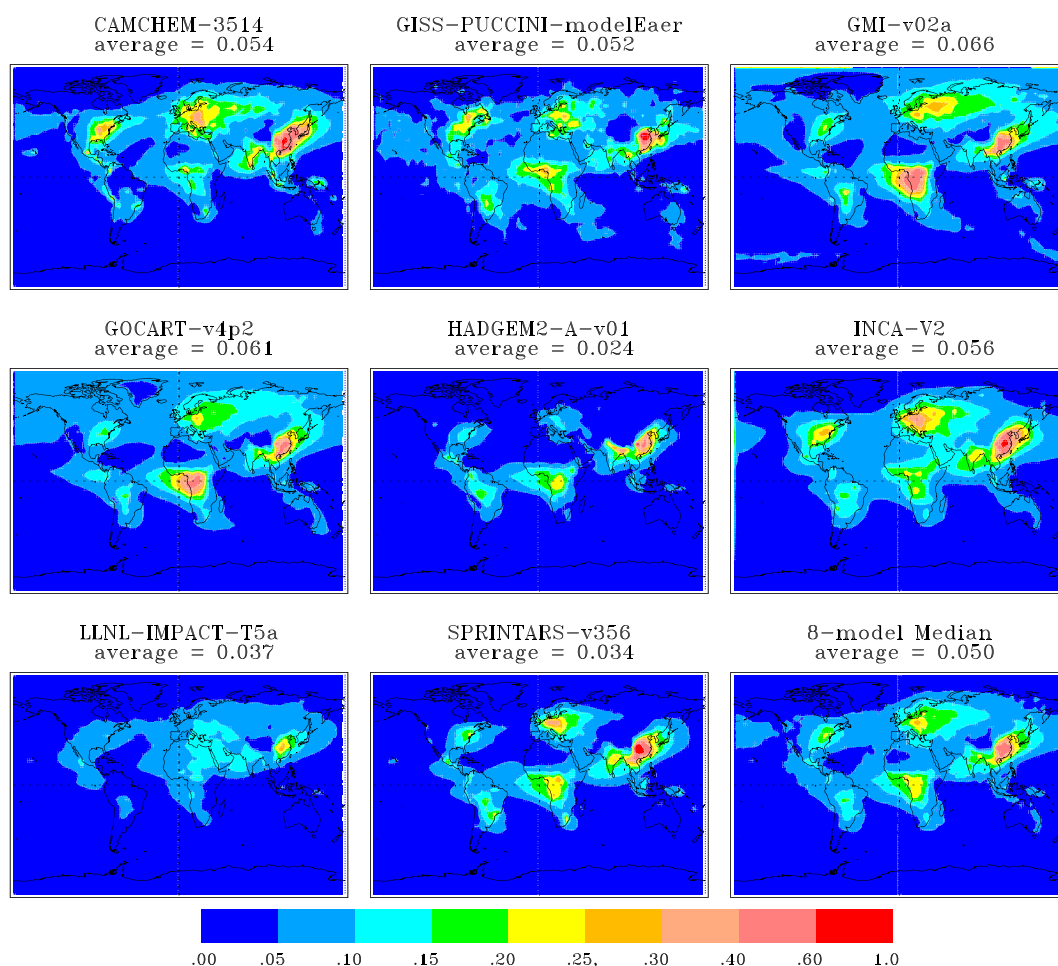 CAMCHEM-3514
average = 0.054
GISS-PUCCINI-modelEaer
average = 0.052
GMI-v02a
average = 0.066
GOCART-v4p2
average = 0.061
HADGEM2-A-v01
average = 0.024
INCA-V2
average = 0.056
LLNL-IMPACT-T5a
average = 0.037
SPRINTARS-v356
average = 0.034
8-model Median
average = 0.050
.00 .05 .10 .15 .20 .25, .30 .40 .60 1.0